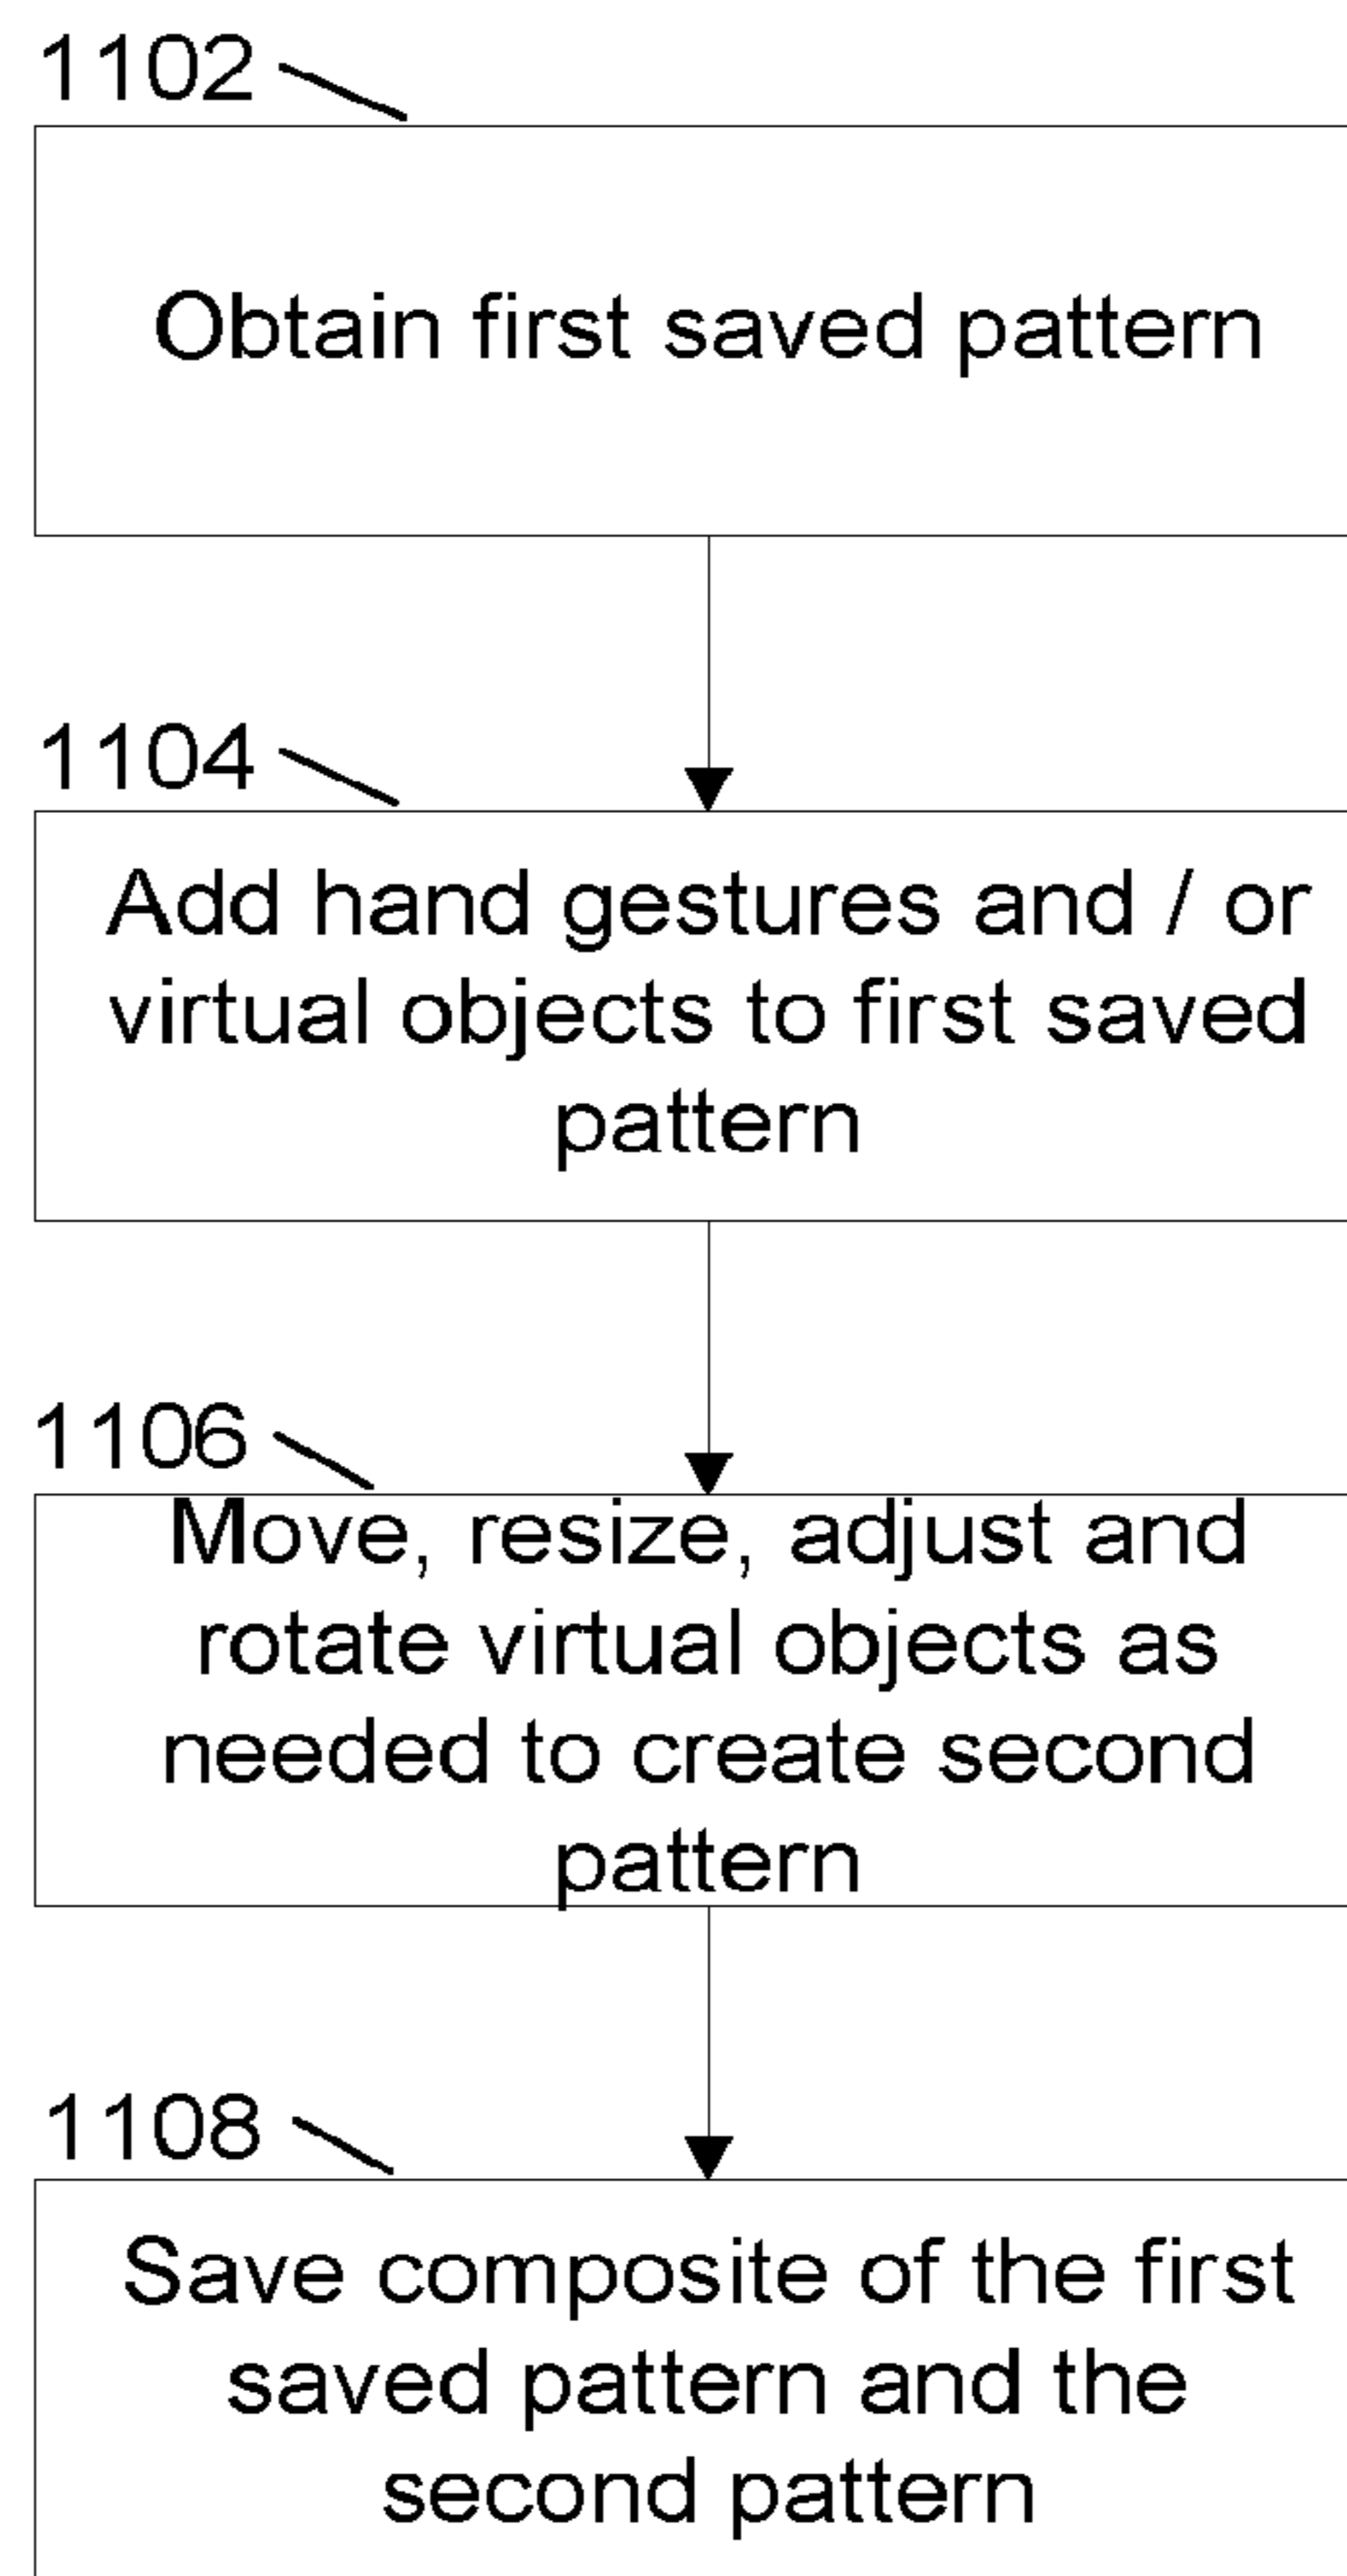 1102
Obtain first saved pattern
1104
Add hand gestures and / or
virtual objects to first saved
pattern
1106
Move, resize, adjust and
rotate virtual objects as
needed to create second
pattern
1108
Save composite of the first
saved pattern and the
second pattern